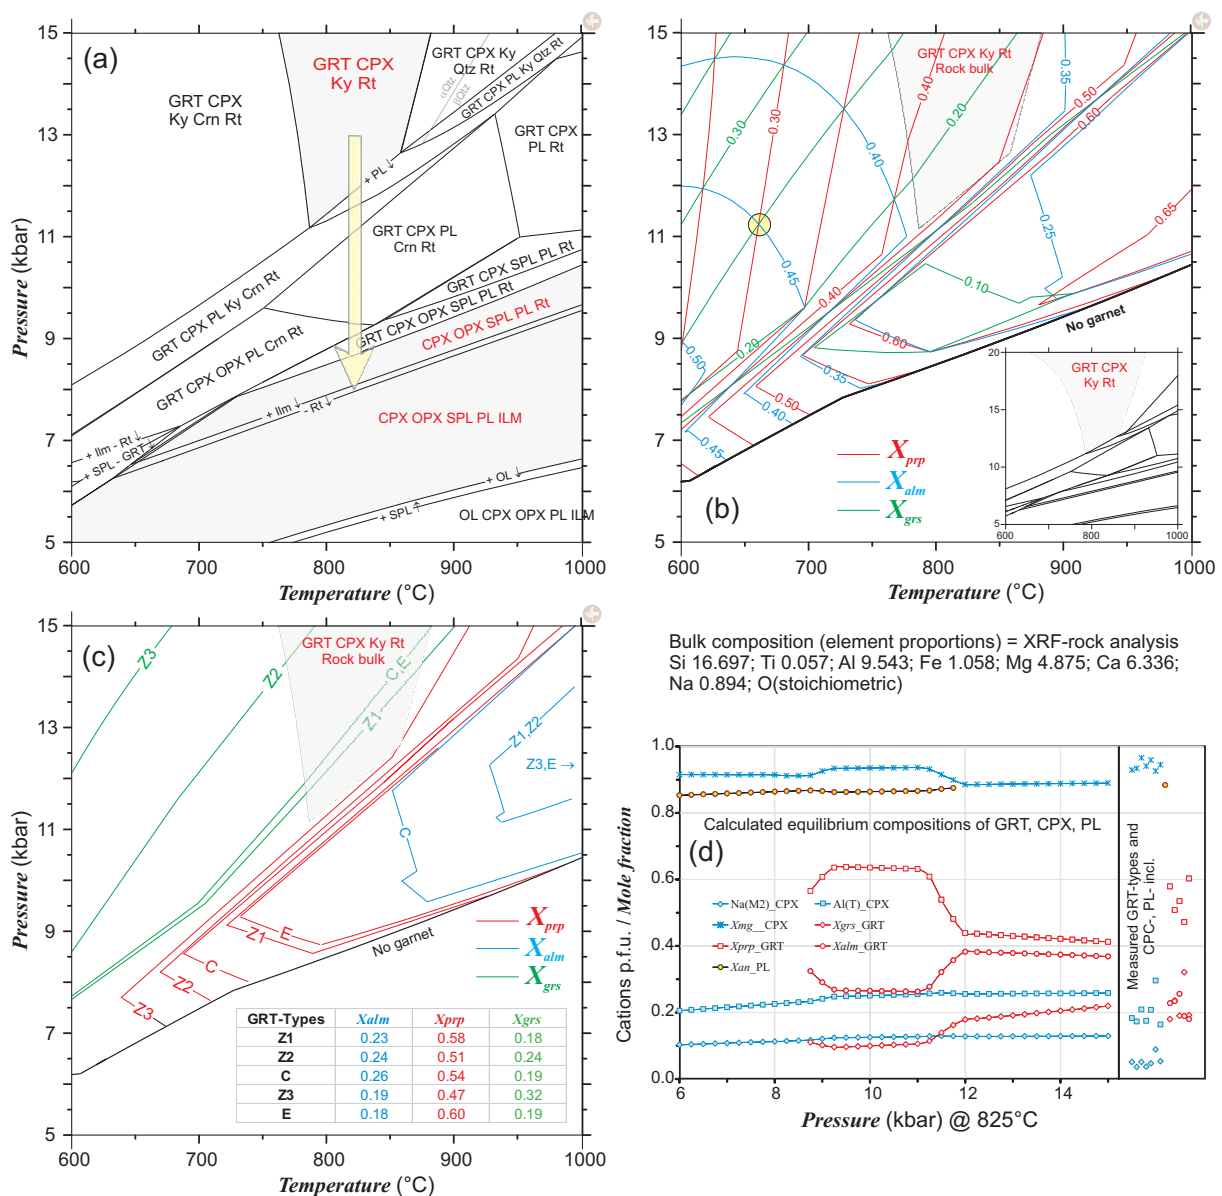 (a)
GRT CPX
Ky Rt
GRT CPX Ky
Qtz Rt
αQtz
βQtz
GRT CPX PL Ky Qtz Rt
GRT CPX
Ky Crn Rt
GRT CPX
PL Rt
+ PL ↓
GRT CPX PL
Crn Rt
GRT CPX SPL PL Rt
GRT CPX PL Ky Crn Rt
GRT CPX OPX SPL PL Rt
GRT CPX OPX PL Crn Rt
CPX OPX SPL PL Rt
+ Ilm ↓
- Rt ↓
CPX OPX SPL PL ILM
+ Ilm - Rt ↓
+ SPL - GRT ↓
+ OL ↓
+ SPL ↑
OL CPX OPX PL ILM
15
13
11
9
7
5
Pressure (kbar)
600
700
800
900
1000
Temperature (°C)
(b)
GRT CPX Ky Rt
Rock bulk
0.30
0.30
0.40
0.20
0.40
0.35
0.50
0.60
0.65
0.25
0.45
0.40
0.10
0.20
0.50
0.60
0.35
0.40
0.50
0.45
No garnet
Xprp
Xalm
Xgrs
GRT CPX
Ky Rt
20
15
10
5
600
800
1000
15
13
11
9
7
5
Pressure (kbar)
600
700
800
900
1000
Temperature (°C)
(c)
GRT CPX Ky Rt
Rock bulk
Z3
Z2
C,E
Z1
Z1,Z2
Z3,E →
C
E
Z1
C
Z2
Z3
No garnet
Xprp
Xalm
Xgrs
GRT-Types Xalm Xprp Xgrs
Z1 0.23 0.58 0.18
Z2 0.24 0.51 0.24
C 0.26 0.54 0.19
Z3 0.19 0.47 0.32
E 0.18 0.60 0.19
15
13
11
9
7
5
Pressure (kbar)
600
700
800
900
1000
Temperature (°C)
Bulk composition (element proportions) = XRF-rock analysis
Si 16.697; Ti 0.057; Al 9.543; Fe 1.058; Mg 4.875; Ca 6.336;
Na 0.894; O(stoichiometric)
Calculated equilibrium compositions of GRT, CPX, PL
(d)
Na(M2)_CPX
Al(T)_CPX
Xmg__CPX
Xgrs_GRT
Xprp_GRT
Xalm_GRT
Xan_PL
Measured GRT-types and
CPC-, PL- incl.
1.0
0.8
0.6
0.4
0.2
0.0
Cations p.f.u. / Mole fraction
6
8
10
12
14
Pressure (kbar) @ 825°C